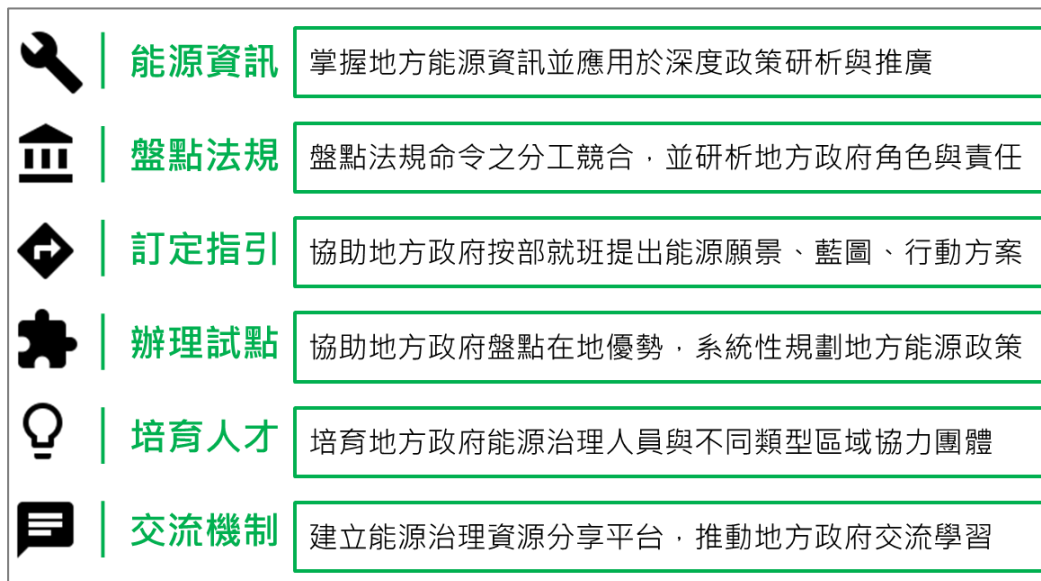 能源資訊 掌握地方能源資訊並應用於深度政策研析與推廣
盤點法規 盤點法規命令之分工競合，並研析地方政府角色與責任
訂定指引 協助地方政府按部就班提出能源願景、藍圖、行動方案
辦理試點 協助地方政府盤點在地優勢，系統性規劃地方能源政策
培育人才 培育地方政府能源治理人員與不同類型區域協力團體
交流機制 建立能源治理資源分享平台，推動地方政府交流學習